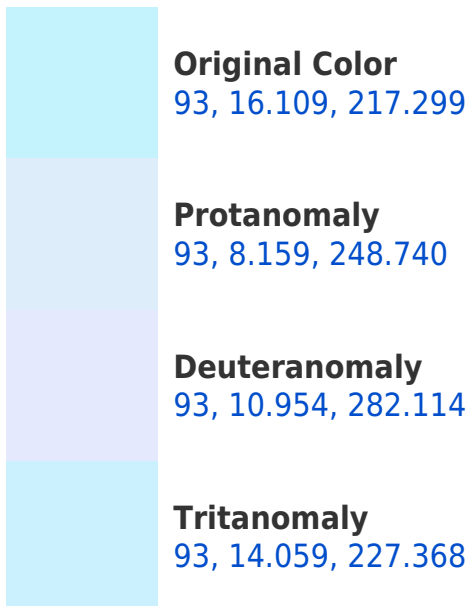 Original Color
93, 16.109, 217.299
Protanomaly
93, 8.159, 248.740
Deuteranomaly
93, 10.954, 282.114
Tritanomaly
93, 14.059, 227.368